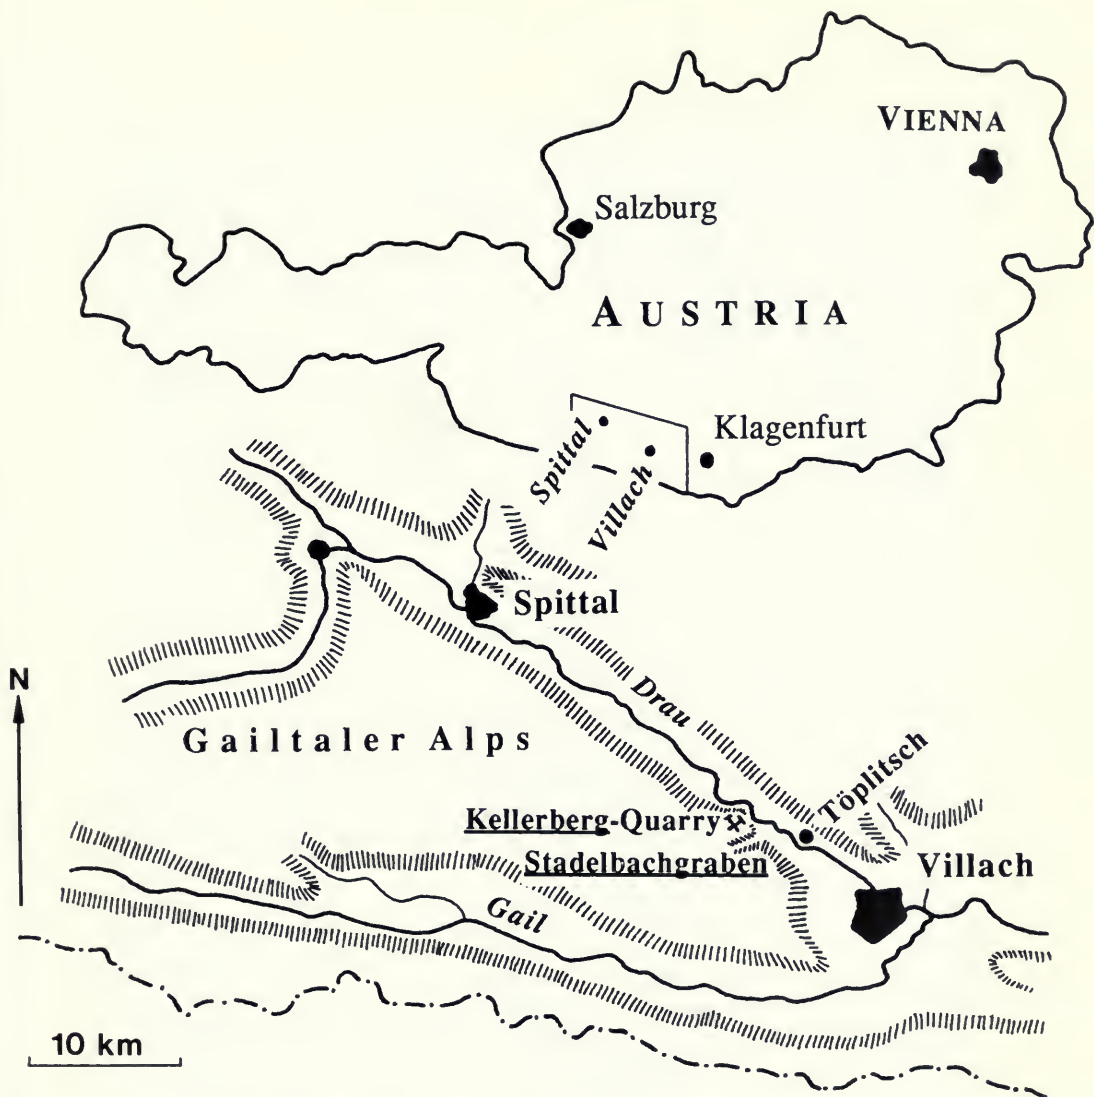 VIENNA
Salzburg
AUSTRIA
Klagenfurt
Spittal
Villach
Spittal
Drau
N
Gailtaler Alps
Töplitsch
Kellerberg-Quarry
Stadelbachgraben
Villach
Gail
10 km